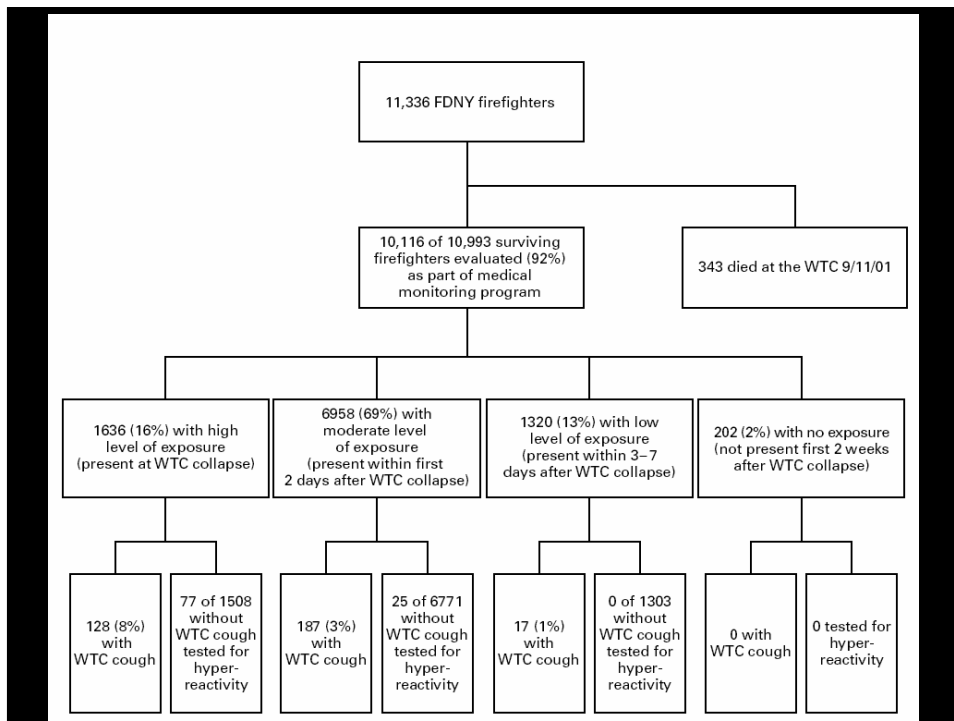 11,336 FDNY firefighters
10,116 of 10,993 surviving
firefighters evaluated (92%)
as part of medical
monitoring program
343 died at the WTC 9/11/01
1636 (16%) with high
level of exposure
(present at WTC collapse)
6958 (69%) with
moderate level
of exposure
(present within first
2 days after WTC collapse)
1320 (13%) with low
level of exposure
(present within 3–7
days after WTC collapse)
202 (2%) with no exposure
(not present first 2 weeks
after WTC collapse)
128 (8%) with
WTC cough
77 of 1508
without
WTC cough
tested for
hyper-
reactivity
187 (3%) with
WTC cough
25 of 6771
without
WTC cough
tested for
hyper-
reactivity
17 (1%) with
WTC cough
0 of 1303
without
WTC cough
tested for
hyper-
reactivity
0 with
WTC cough
0 tested for
hyper-
reactivity